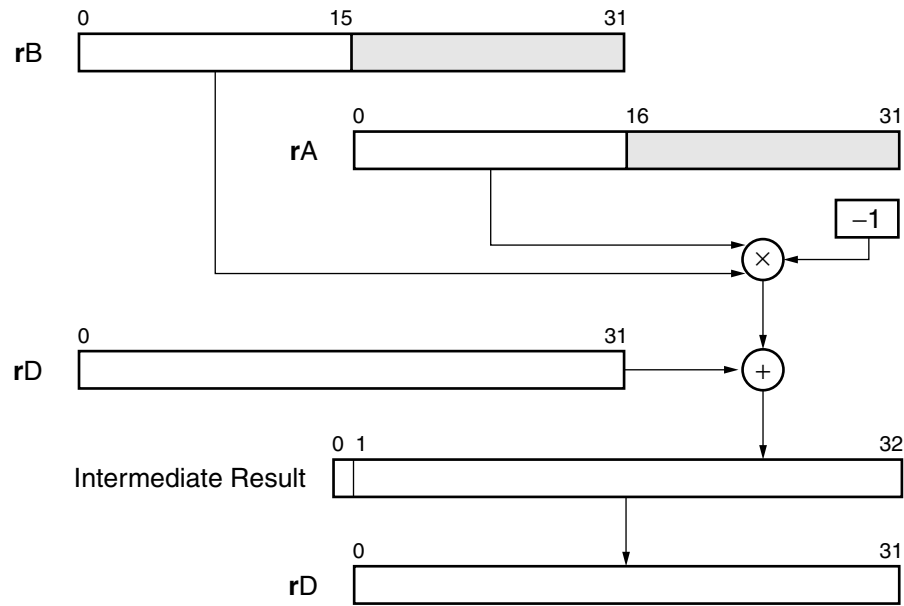 0 15 31
rB
0 16 31
rA
−1
×
0 31
rD
+
0 1 32
Intermediate Result
0 31
rD